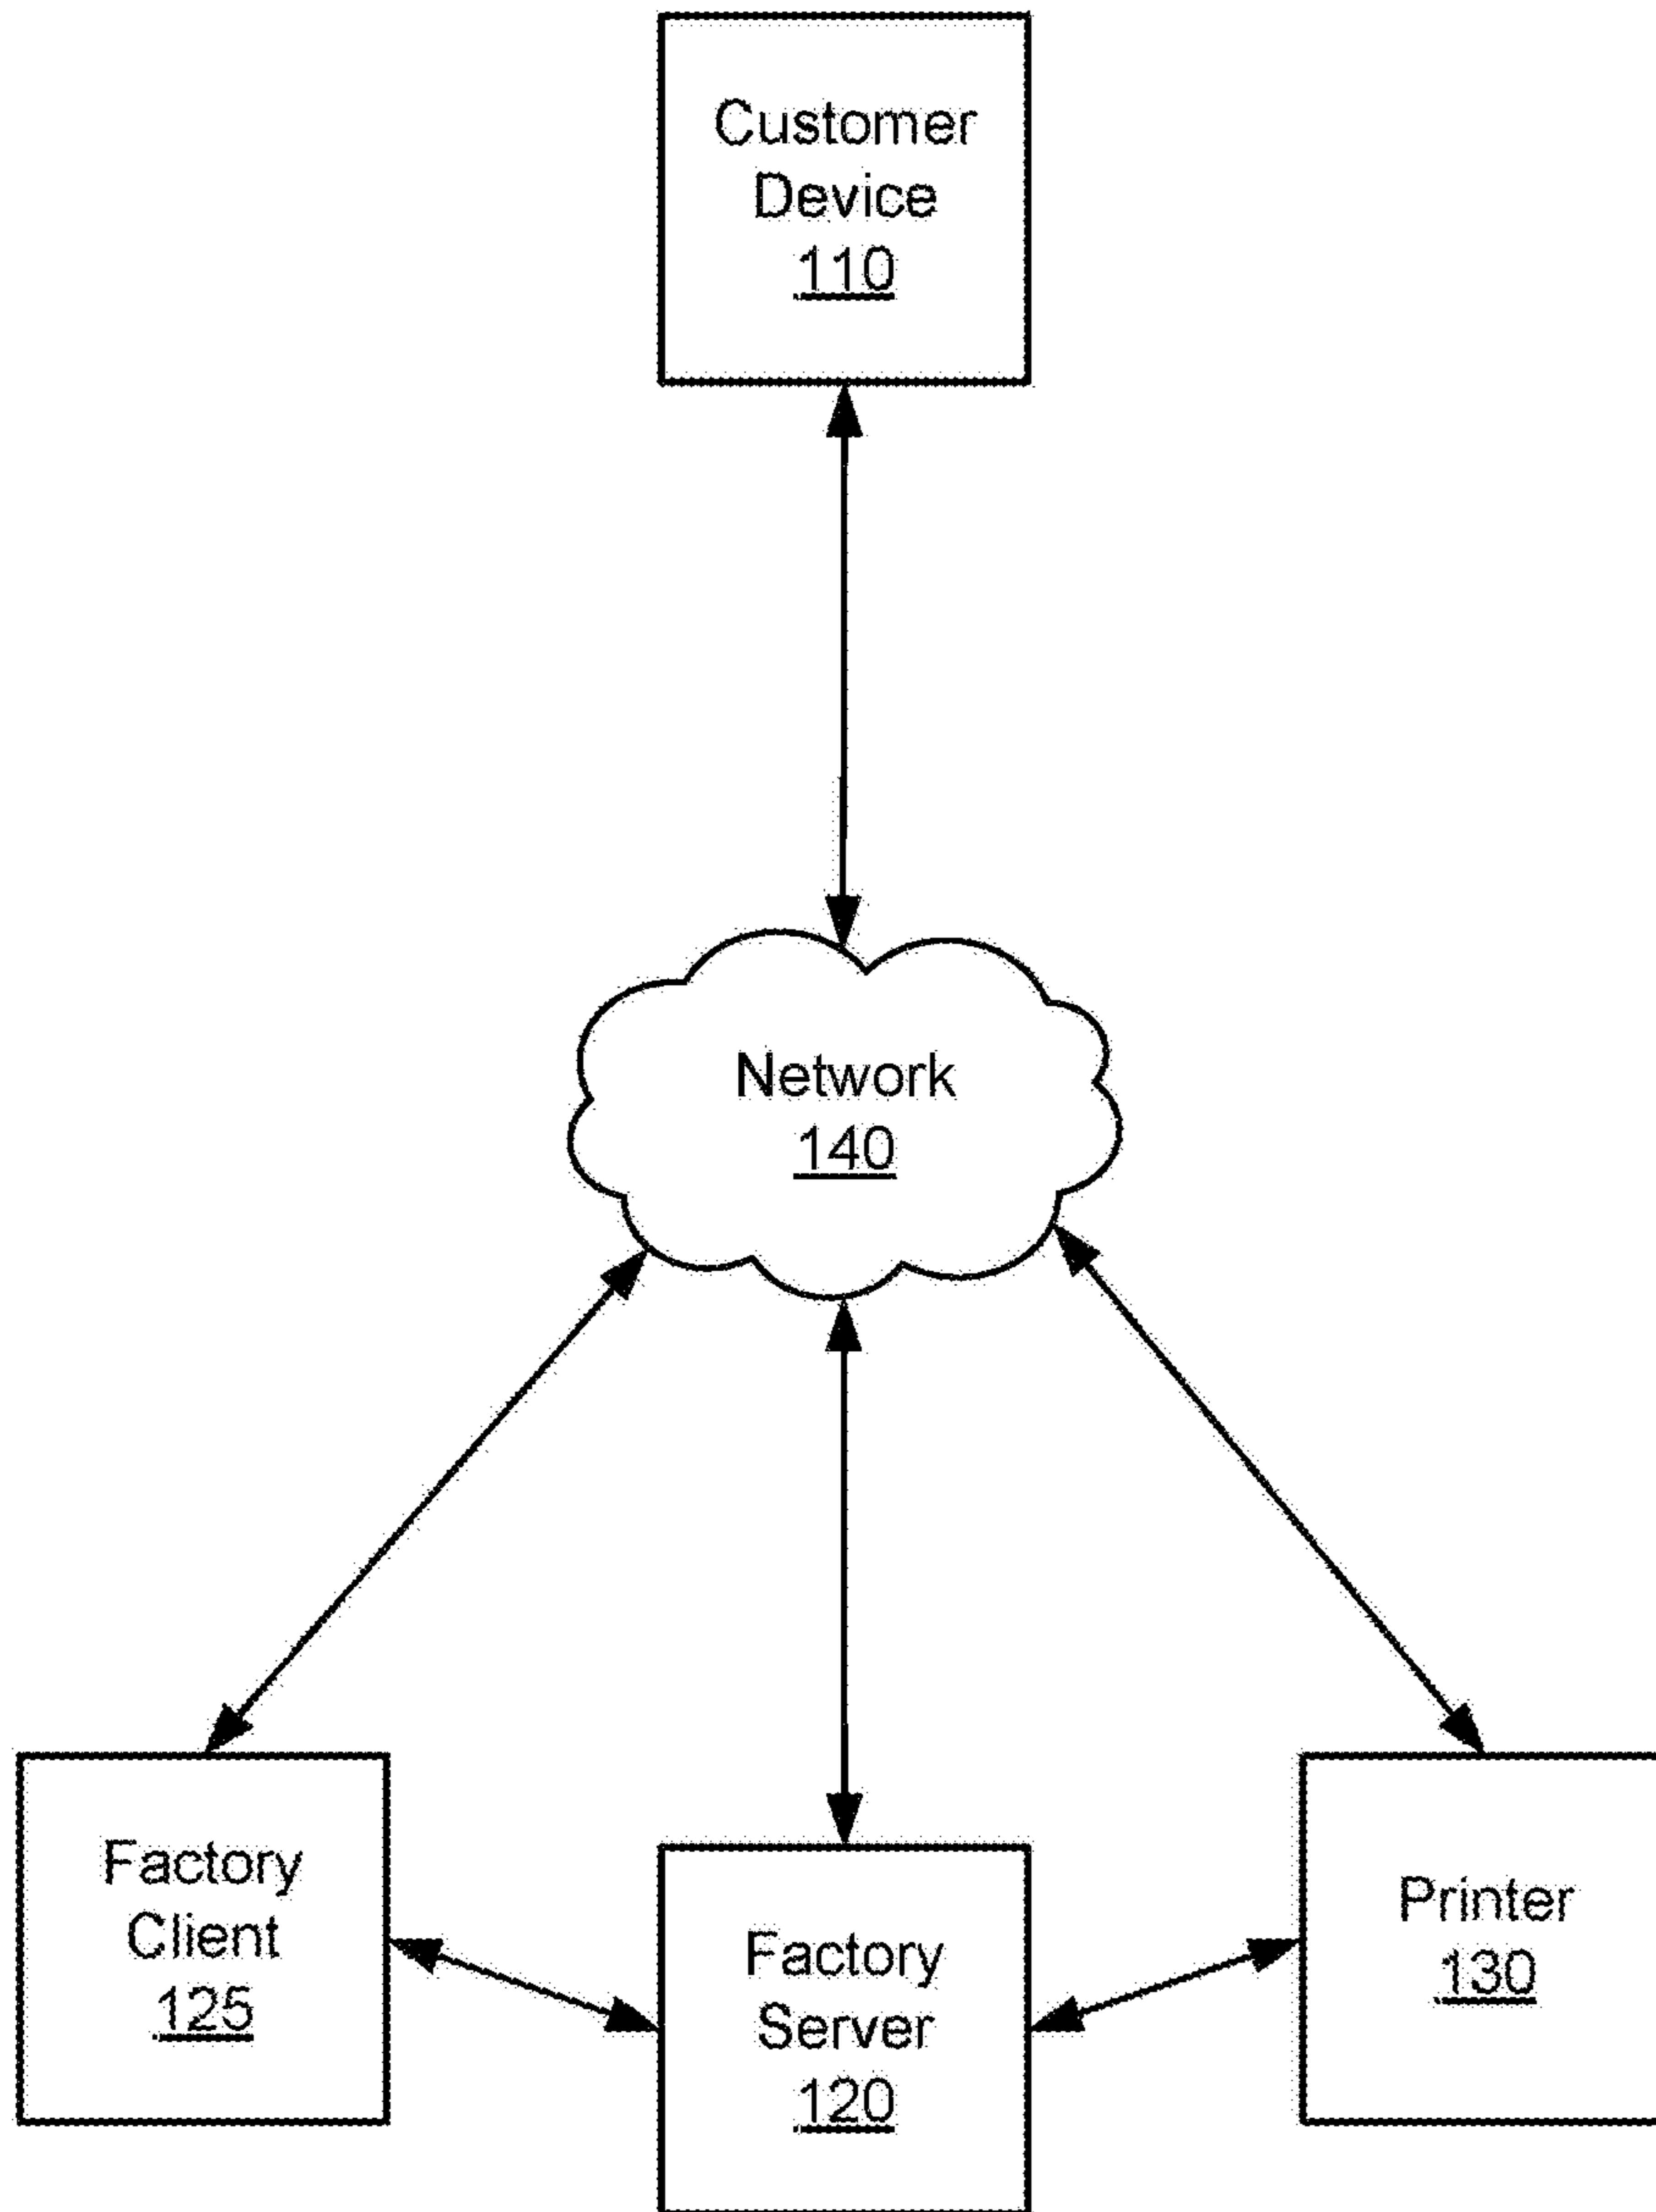 Customer
Device
110
Network
140
Factory
Client
125
Factory
Server
120
Printer
130